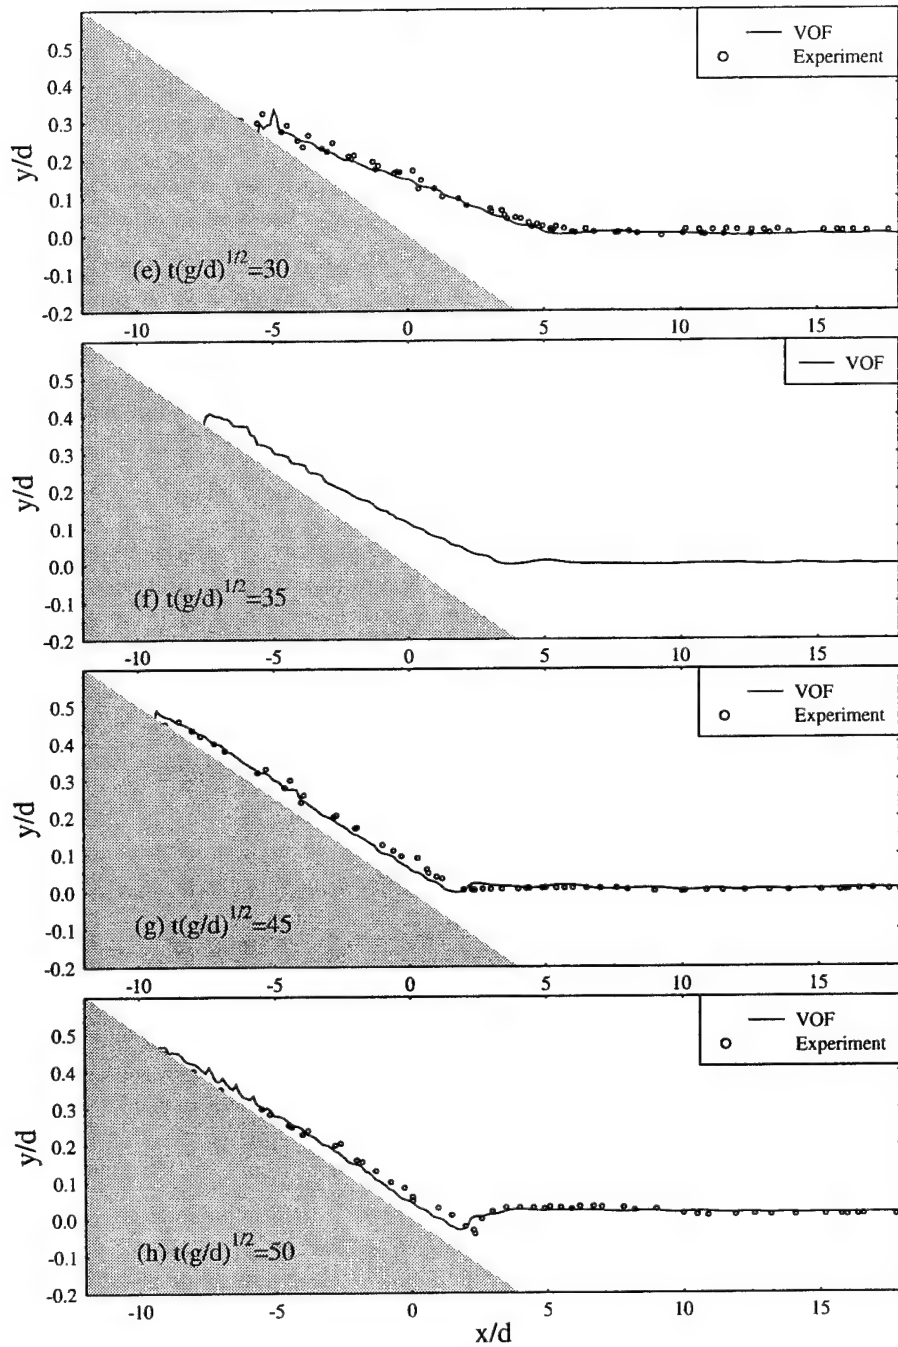 VOF
Experiment
y/d
0.5
0.4
0.3
0.2
0.1
0.0
-0.1
-0.2
(e) t(g/d)^1/2=30
-10 -5 0 5 10 15
VOF
y/d
0.5
0.4
0.3
0.2
0.1
0.0
-0.1
-0.2
(f) t(g/d)^1/2=35
-10 -5 0 5 10 15
VOF
Experiment
y/d
0.5
0.4
0.3
0.2
0.1
0.0
-0.1
-0.2
(g) t(g/d)^1/2=45
-10 -5 0 5 10 15
VOF
Experiment
y/d
0.5
0.4
0.3
0.2
0.1
0.0
-0.1
-0.2
(h) t(g/d)^1/2=50
-10 -5 0 5 10 15
x/d